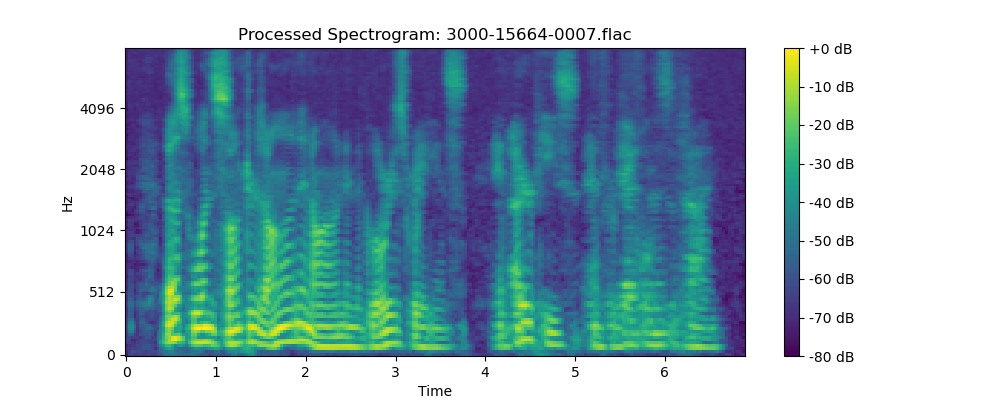 Processed Spectrogram: 3000-15664-0007.flac
4096
2048
1024
512
0
Hz
0 1 2 3 4 5 6
Time
+0 dB
-10 dB
-20 dB
-30 dB
-40 dB
-50 dB
-60 dB
-70 dB
-80 dB